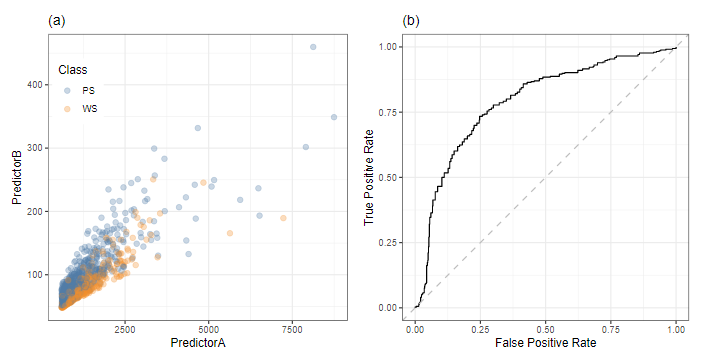 (a)
Class
PS
WS
400
300
200
100
2500
5000
7500
PredictorA
PredictorB
(b)
1.00
0.75
0.50
0.25
0.00
0.00
0.25
0.50
0.75
1.00
False Positive Rate
True Positive Rate